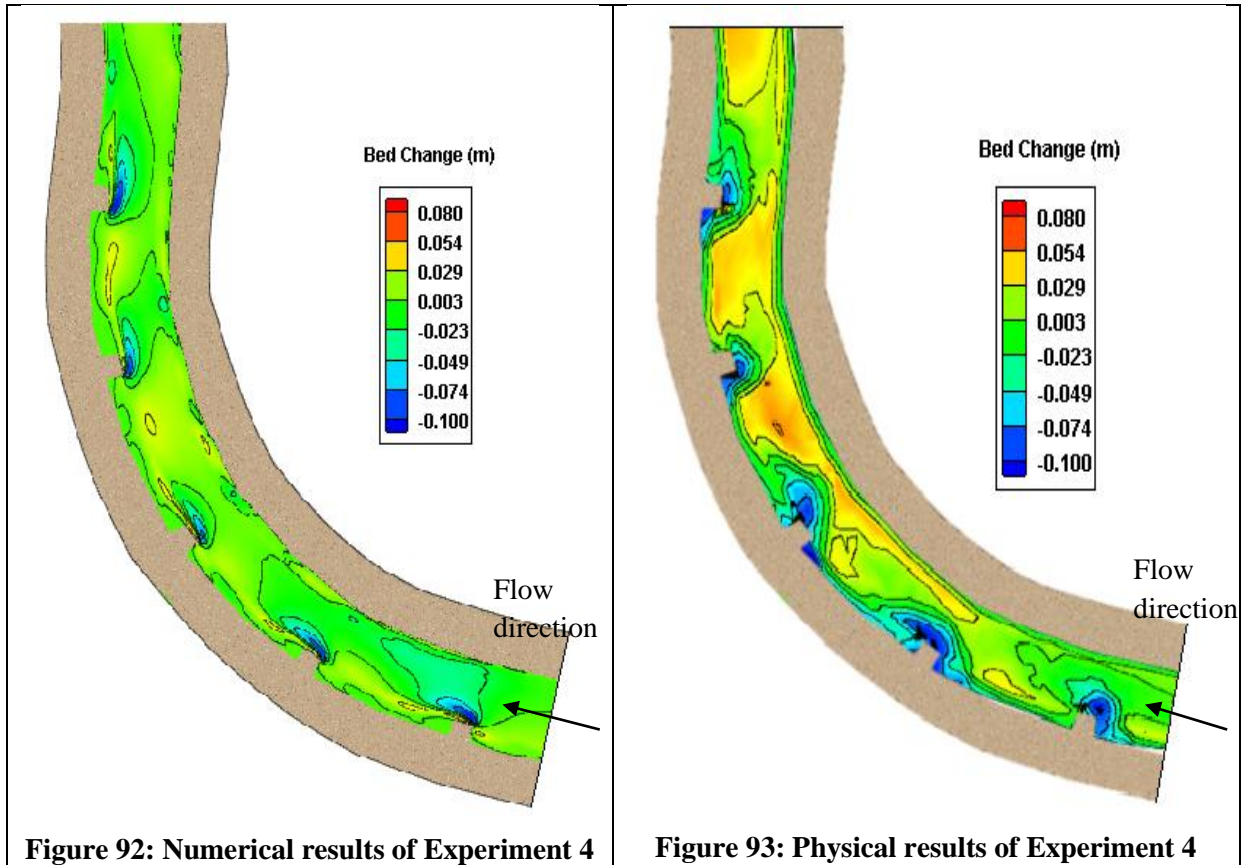 Bed Change (m)
0.080
0.054
0.029
0.003
-0.023
-0.049
-0.074
-0.100
Flow
direction
Figure 92: Numerical results of Experiment 4
Bed Change (m)
0.080
0.054
0.029
0.003
-0.023
-0.049
-0.074
-0.100
Flow
direction
Figure 93: Physical results of Experiment 4